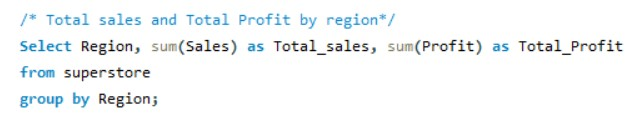 /* Total sales and Total Profit by region*/
Select Region, sum(Sales) as Total_sales, sum(Profit) as Total_Profit
from superstore
group by Region;